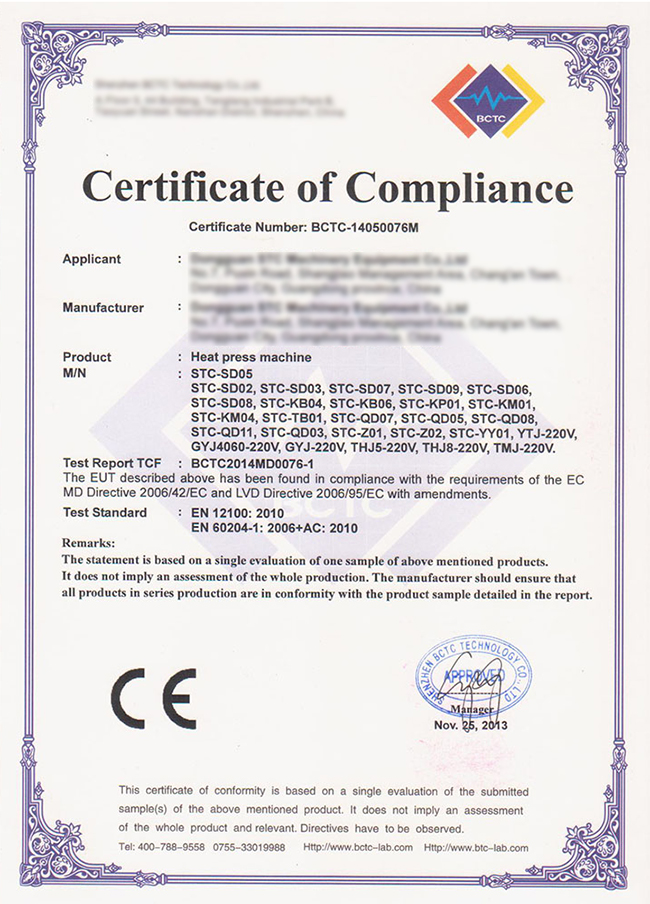 BCTC
Certificate of Compliance
Certificate Number: BCTC-14050076M
Applicant :
Manufacturer :
Product : Heat press machine
M/N : STC-SD05
STC-SD02, STC-SD03, STC-SD07, STC-SD09, STC-SD06,
STC-SD08, STC-KB04, STC-KB06, STC-KP01, STC-KM01,
STC-KM04, STC-TB01, STC-QD07, STC-QD05, STC-QD08,
STC-QD11, STC-QD03, STC-Z01, STC-Z02, STC-YY01, YTJ-220V,
GYJ4060-220V, GYJ-220V, THJ5-220V, THJ8-220V, TMJ-220V.
Test Report TCF : BCTC2014MD0076-1
The EUT described above has been found in compliance with the requirements of the EC
MD Directive 2006/42/EC and LVD Directive 2006/95/EC with amendments.
Test Standard : EN 12100: 2010
EN 60204-1: 2006+AC: 2010
BCTC
Remarks:
The statement is based on a single evaluation of one sample of above mentioned products.
It does not imply an assessment of the whole production. The manufacturer should ensure that
all products in series production are in conformity with the product sample detailed in the report.
CE
SHENZHEN BCTC TECHNOLOGY CO., LTD
APPROVED
Manager
Nov. 25, 2013
This certificate of conformity is based on a single evaluation of the submitted
sample(s) of the above mentioned product. It does not imply an assessment
of the whole product and relevant. Directives have to be observed.
Tel: 400-788-9558 0755-33019988 Http://www.bctc-lab.com Http://www.btc-lab.com